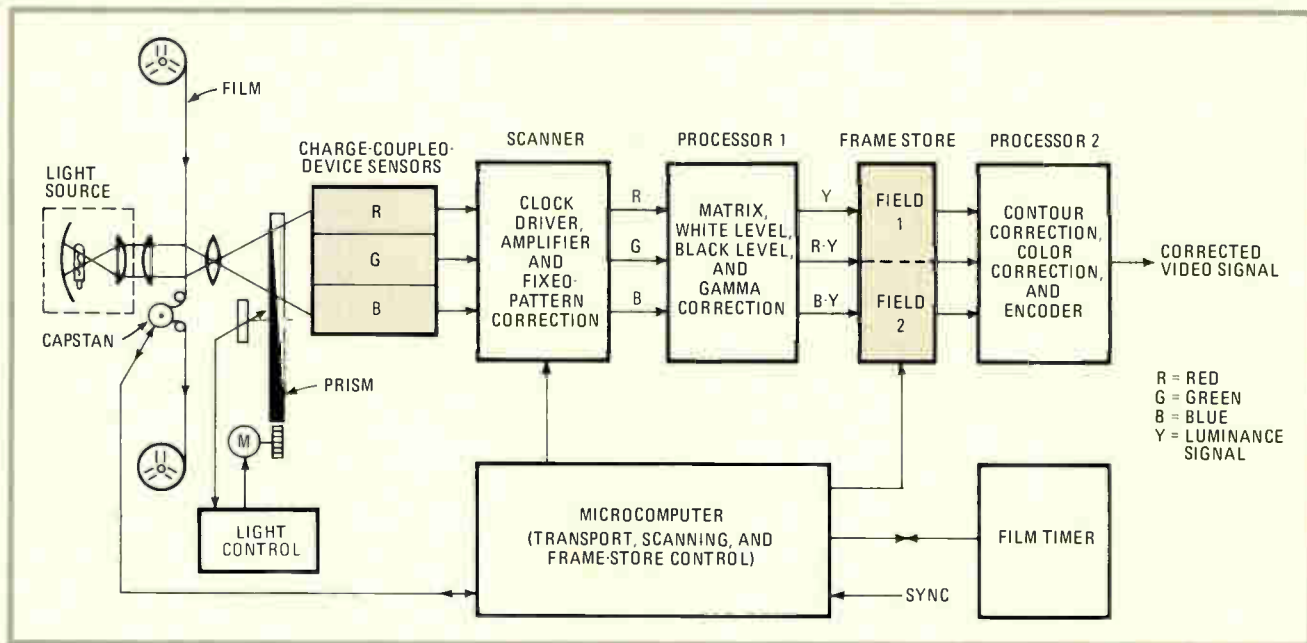 FILM
LIGHT
SOURCE
CAPSTAN
PRISM
M
LIGHT
CONTROL
CHARGE-COUPLED-
DEVICE SENSORS
R
G
B
SCANNER
CLOCK
DRIVER,
AMPLIFIER
AND
FIXED-
PATTERN
CORRECTION
R
G
B
PROCESSOR 1
MATRIX,
WHITE LEVEL,
BLACK LEVEL,
AND
GAMMA
CORRECTION
Y
R-Y
B-Y
FRAME STORE
FIELD
1
FIELD
2
PROCESSOR 2
CONTOUR
CORRECTION,
COLOR
CORRECTION,
AND
ENCODER
CORRECTED
VIDEO SIGNAL
R = RED
G = GREEN
B = BLUE
Y = LUMINANCE
SIGNAL
MICROCOMPUTER
(TRANSPORT, SCANNING, AND
FRAME-STORE CONTROL)
SYNC
FILM TIMER